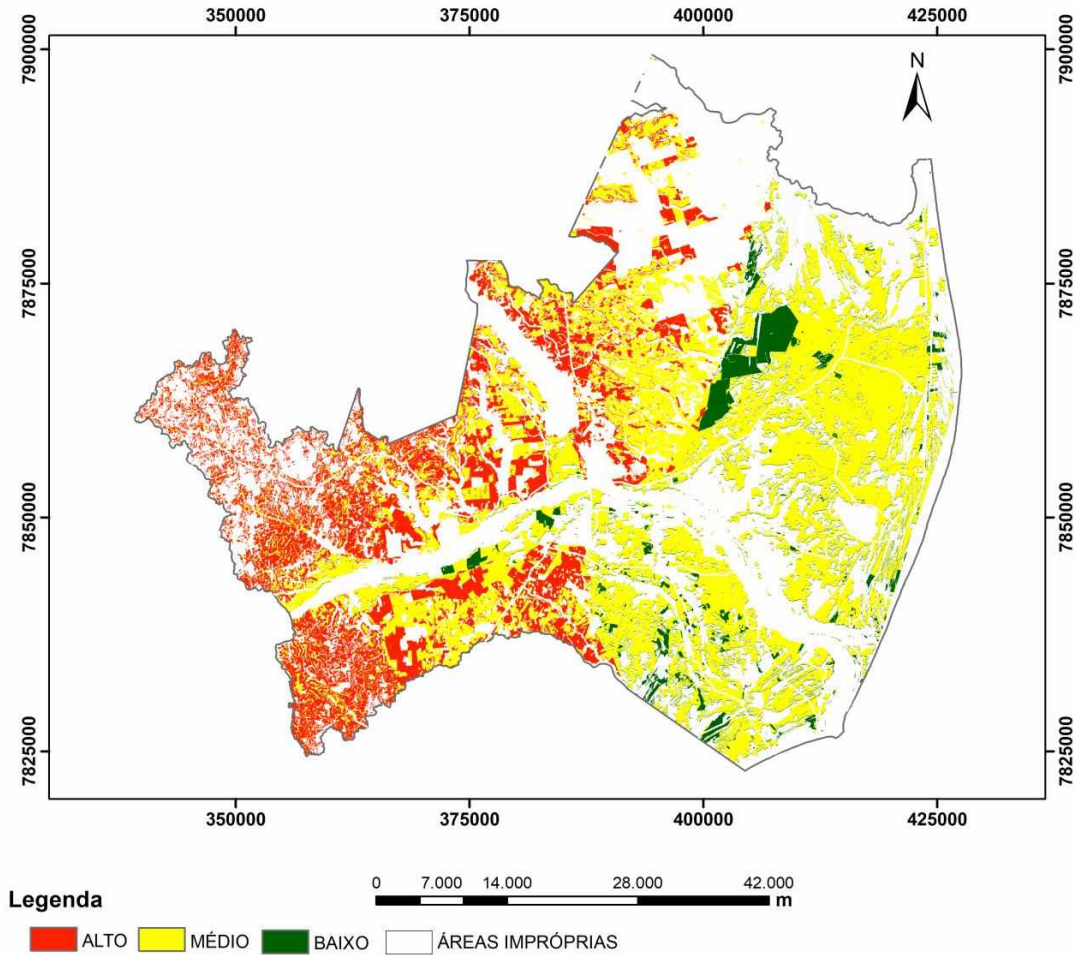 350000 375000 400000 425000
7900000 7900000
N
7875000 7875000
7850000 7850000
7825000 7825000
350000 375000 400000 425000
Legenda
0 7.000 14.000 28.000 42.000
m
ALTO MÉDIO BAIXO ÁREAS IMPRÓPRIAS